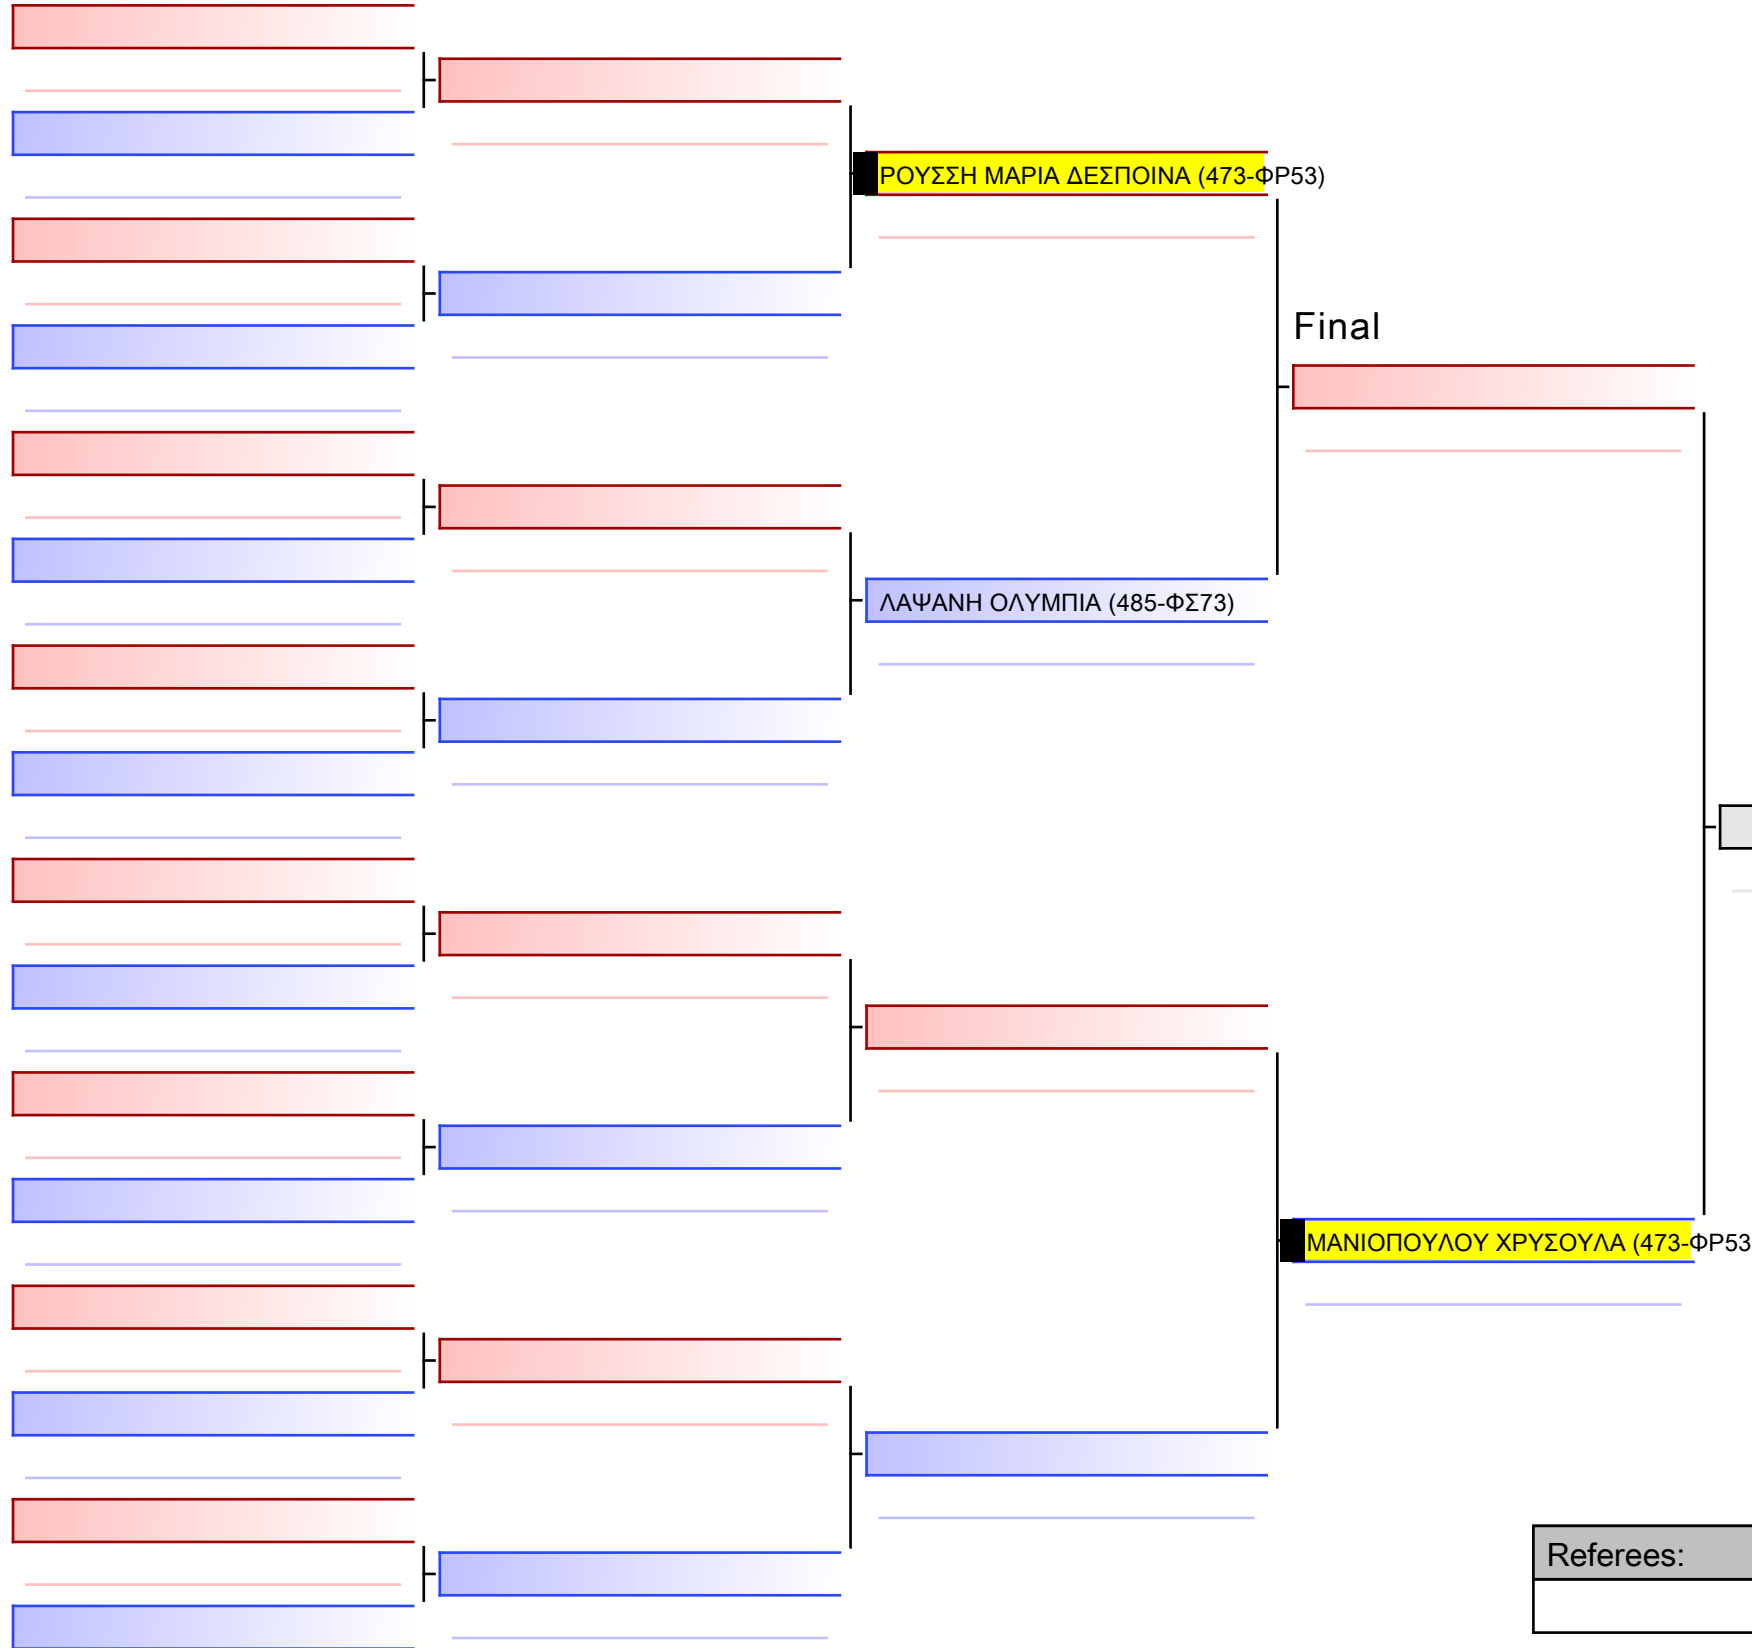 ΡΟΥΣΣΗ ΜΑΡΙΑ ΔΕΣΠΟΙΝΑ (473-ΦΡ53)
Final
ΛΑΨΑΝΗ ΟΛΥΜΠΙΑ (485-ΦΣ73)
ΜΑΝΙΟΠΟΥΛΟΥ ΧΡΥΣΟΥΛΑ (473-ΦΡ53
Referees: